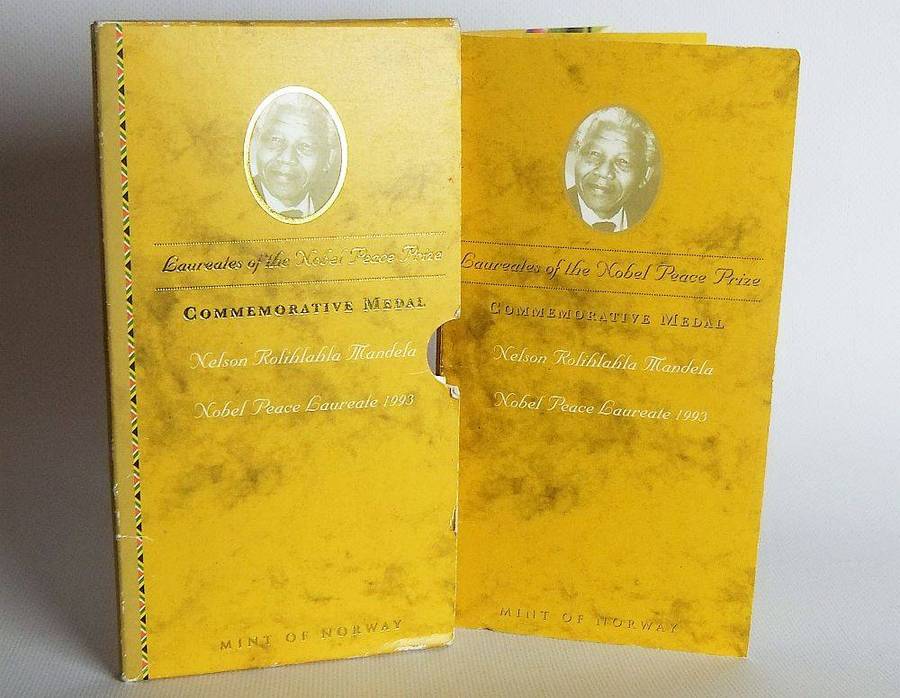 Laureates of the Nobel Peace Prize
COMMEMORATIVE MEDAL
Nelson Rolihlahla Mandela
Nobel Peace Laureate 1993
MINT OF NORWAY
Laureates of the Nobel Peace Prize
COMMEMORATIVE MEDAL
Nelson Rolihlahla Mandela
Nobel Peace Laureate 1993
MINT OF NORWAY